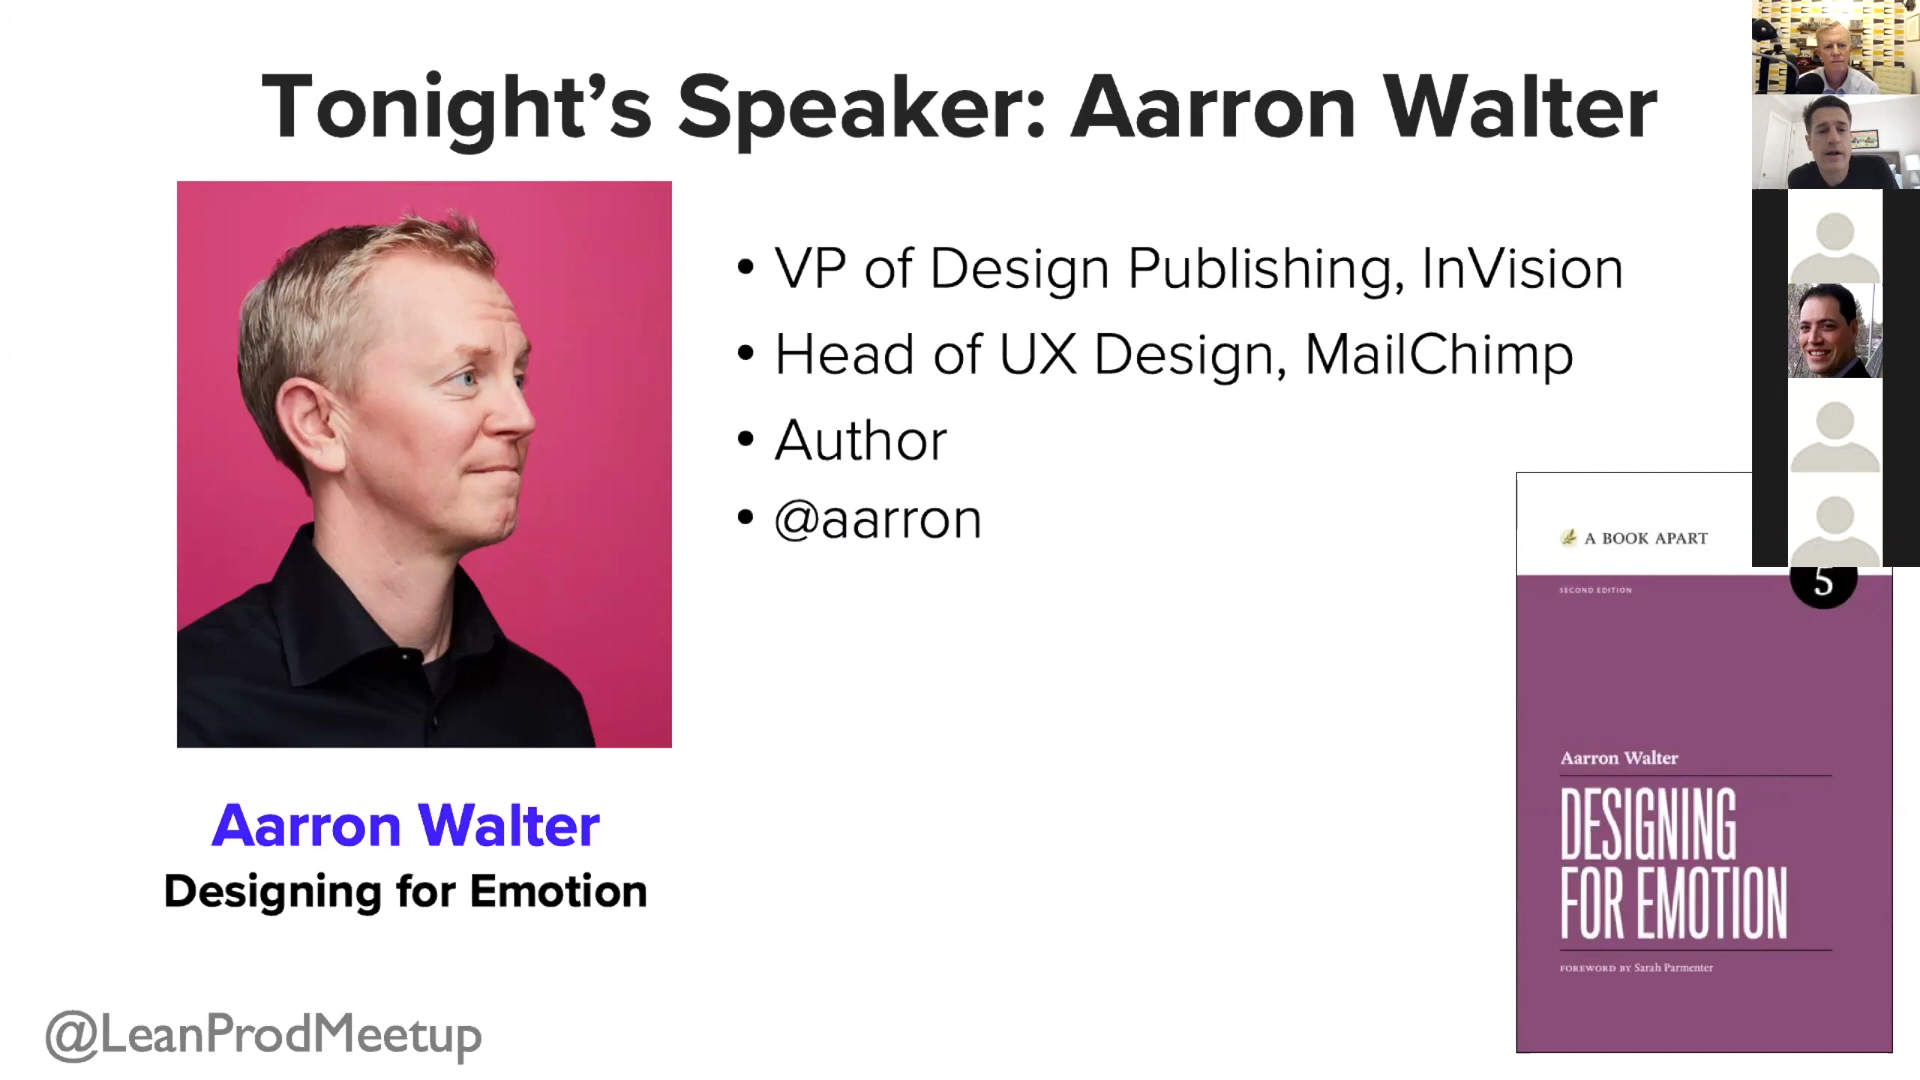 Tonight’s Speaker: Aarron Walter
• VP of Design Publishing, InVision
• Head of UX Design, MailChimp
• Author
• @aarron
A BOOK APART
5
SECOND EDITION
Aarron Walter
DESIGNING
FOR EMOTION
FOREWORD BY Sarah Parmenter
Aarron Walter
Designing for Emotion
@LeanProdMeetup